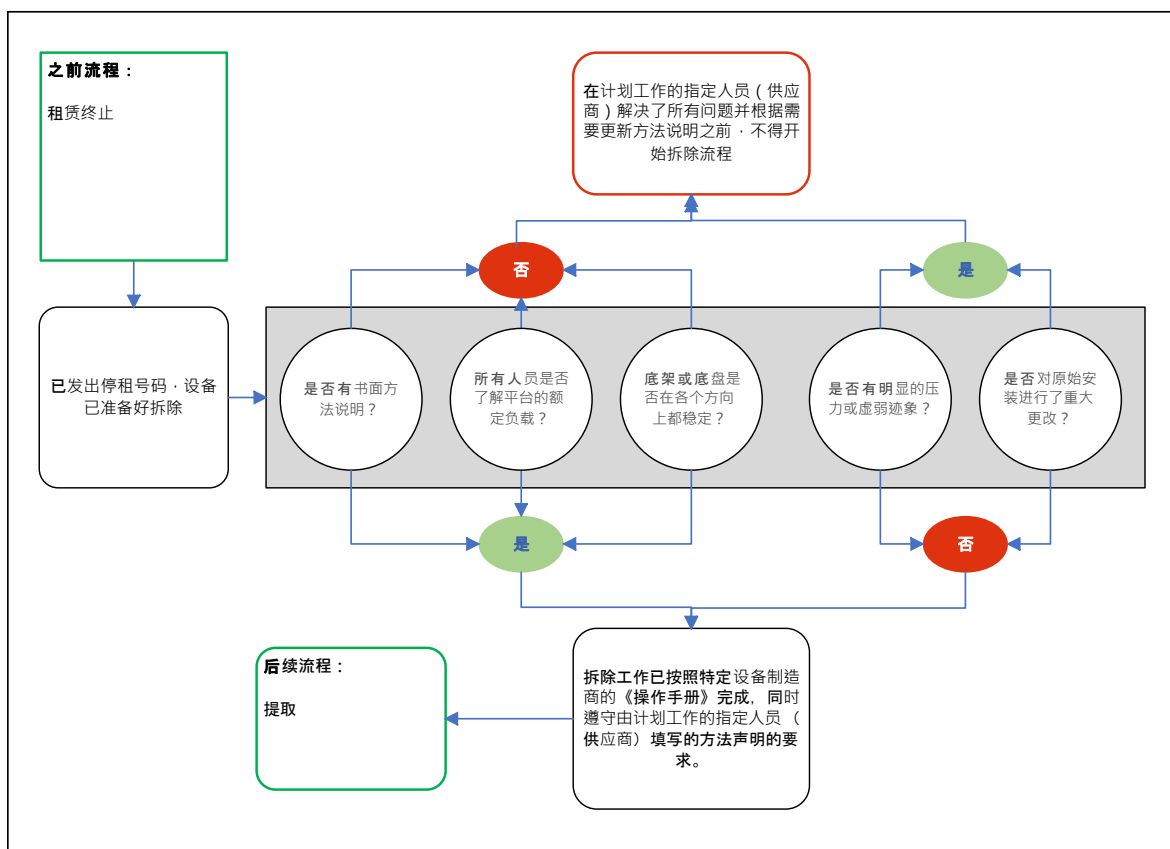 之前流程：
租赁终止
在计划工作的指定人员（供应
商）解决了所有问题并根据需
要更新方法说明之前，不得开
始拆除流程
否
是
已发出停租号码，设备
已准备好拆除
是否有书面方
法说明？
所有人员是否
了解平台的额
定负载？
底架或底盘是
否在各个方向
上都稳定？
是否有明显的压
力或虚弱迹象？
是否对原始安
装进行了重大
更改？
是
否
后续流程：
提取
拆除工作已按照特定设备制造
商的《操作手册》完成，同时
遵守由计划工作的指定人员（
供应商）填写的方法声明的要
求。